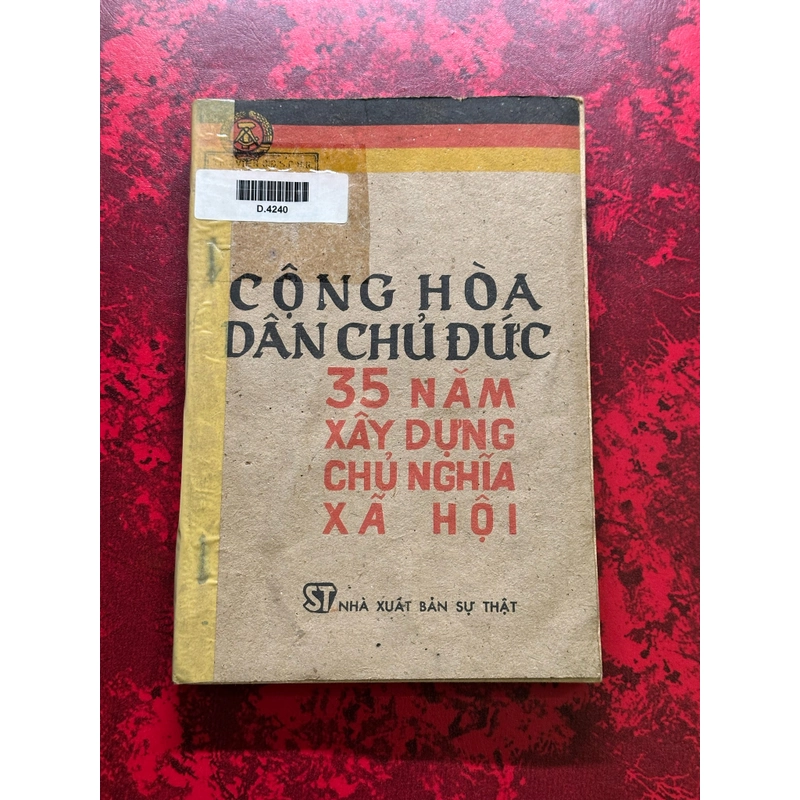 D.4240
CỘNG HÒA
DÂN CHỦ ĐỨC
35 NĂM
XÂY DỰNG
CHỦ NGHĨA
XÃ HỘI
ST NHÀ XUẤT BẢN SỰ THẬT